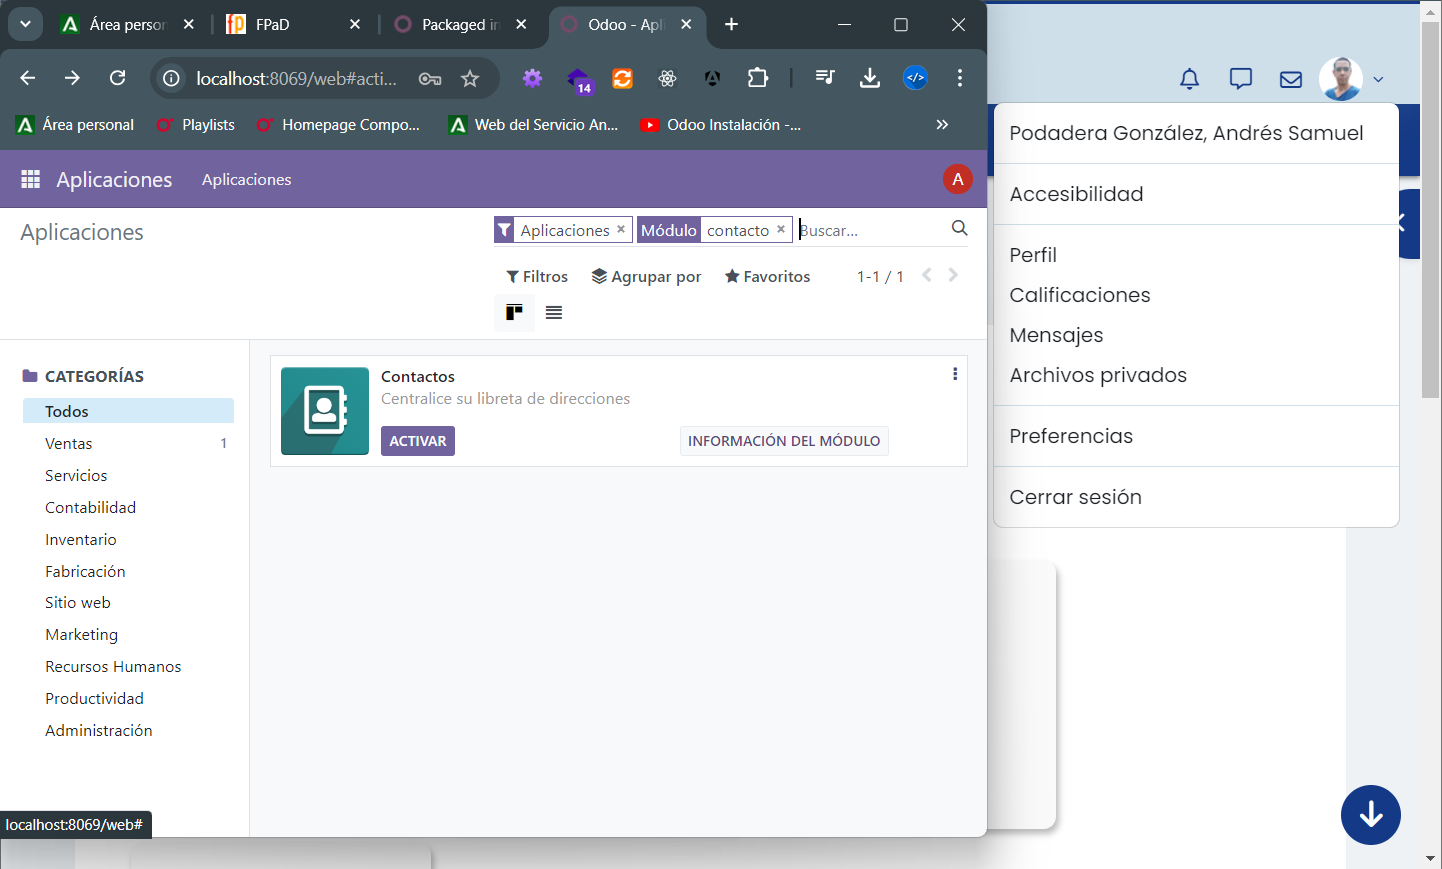 Área person
FPaD
Packaged in
Odoo - Apli
localhost:8069/web#acti...
14
Área personal
Playlists
Homepage Compo...
Web del Servicio An...
Odoo Instalación -...
Aplicaciones
Aplicaciones
A
Aplicaciones
Aplicaciones
Módulo
contacto
Buscar...
Filtros
Agrupar por
Favoritos
1-1 / 1
CATEGORÍAS
Todos
Ventas 1
Servicios
Contabilidad
Inventario
Fabricación
Sitio web
Marketing
Recursos Humanos
Productividad
Administración
Contactos
Centralice su libreta de direcciones
ACTIVAR
INFORMACIÓN DEL MÓDULO
localhost:8069/web#
Podadera González, Andrés Samuel
Accesibilidad
Perfil
Calificaciones
Mensajes
Archivos privados
Preferencias
Cerrar sesión